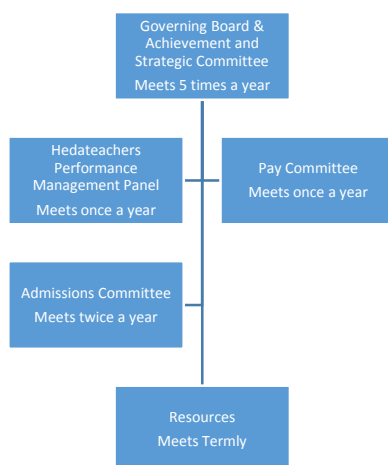 Governing Board &
Achievement and
Strategic Committee
Meets 5 times a year
Hedateachers
Performance
Management Panel
Meets once a year
Pay Committee
Meets once a year
Admissions Committee
Meets twice a year
Resources
Meets Termly